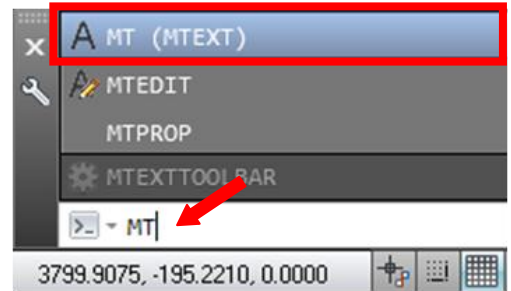 MT (MTEXT)
MTEDIT
MTPROP
MTEXTTOOLBAR
MT
3799.9075, -195.2210, 0.0000